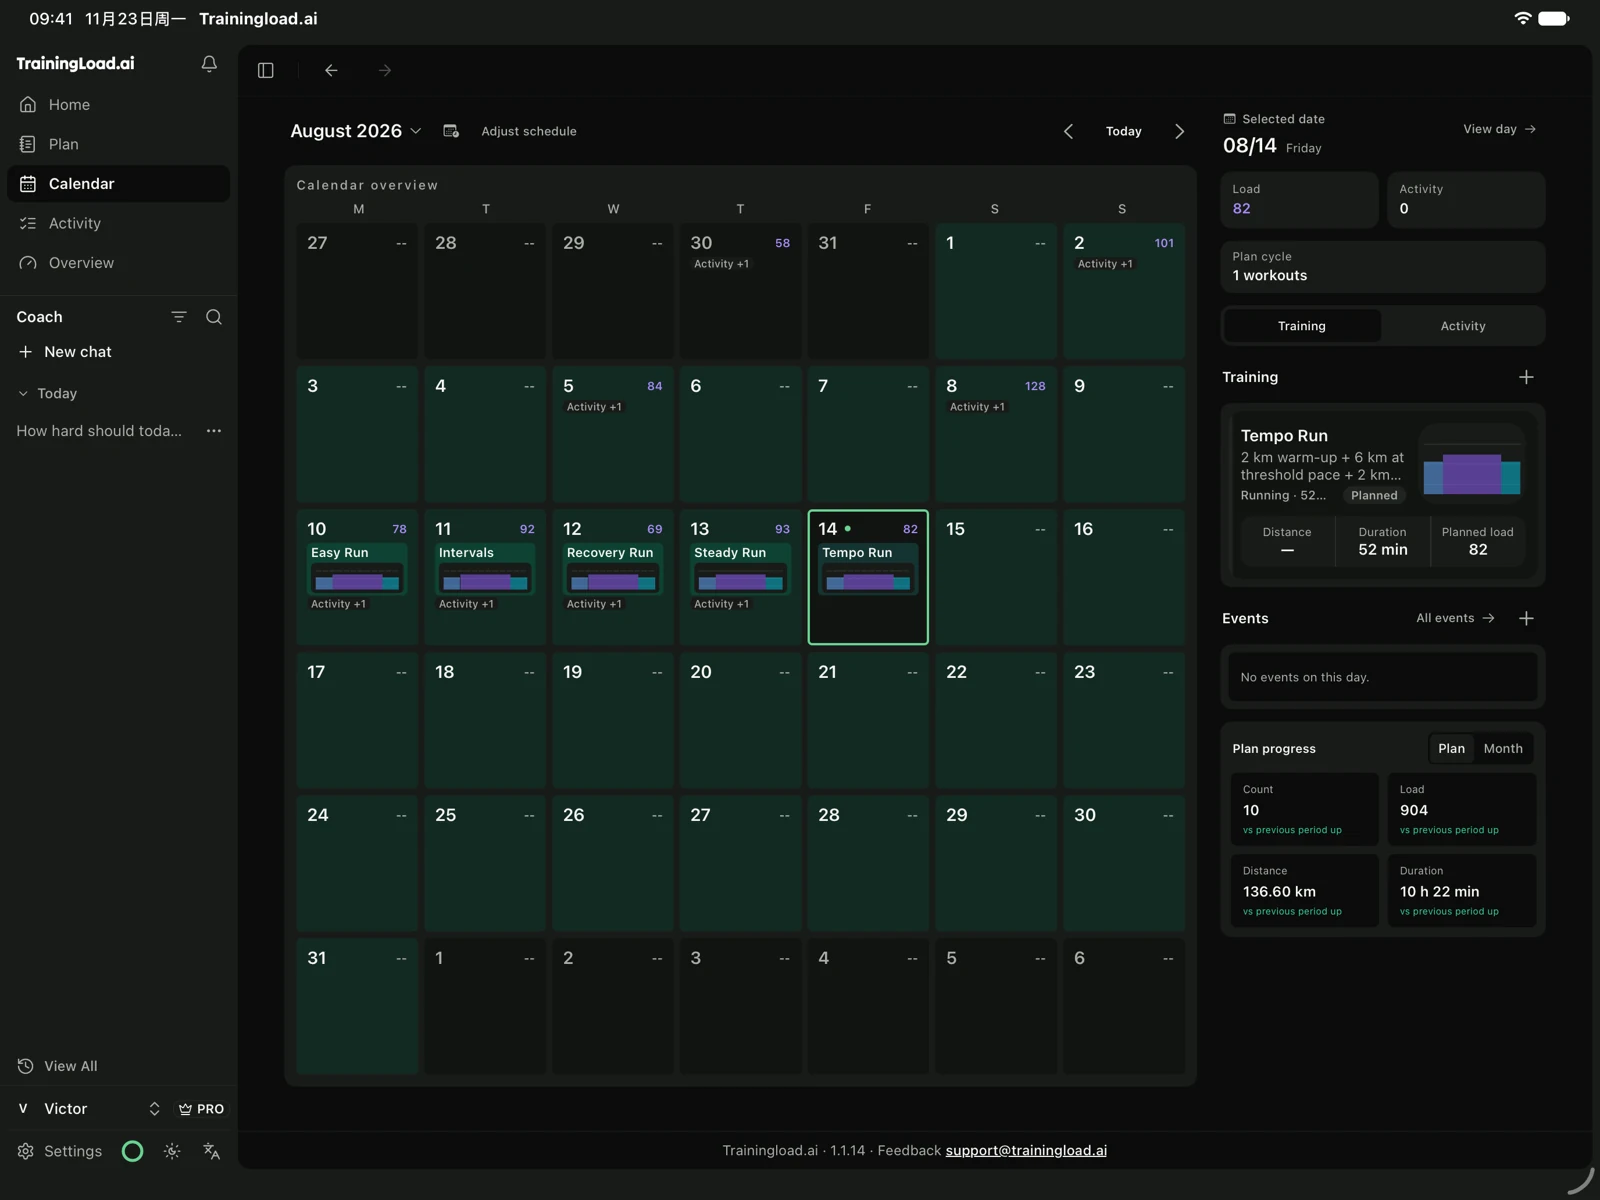 09:41 11月23日周一 Trainingload.ai
TrainingLoad.ai
Home
Plan
Calendar
Activity
Overview
Coach
New chat
Today
How hard should toda...
View All
V Victor PRO
Settings
August 2026
Adjust schedule
Today
Calendar overview
M T W T F S S
27 -- 28 -- 29 -- 30 58 31 -- 1 -- 2 101
Activity +1 Activity +1
3 -- 4 -- 5 84 6 -- 7 -- 8 128 9 --
Activity +1 Activity +1
10 78 11 92 12 69 13 93 14 82 15 -- 16 --
Easy Run Intervals Recovery Run Steady Run Tempo Run
Activity +1 Activity +1 Activity +1 Activity +1
17 -- 18 -- 19 -- 20 -- 21 -- 22 -- 23 --
24 -- 25 -- 26 -- 27 -- 28 -- 29 -- 30 --
31 -- 1 -- 2 -- 3 -- 4 -- 5 -- 6 --
Selected date
08/14 Friday
View day
Load
82
Activity
0
Plan cycle
1 workouts
Training Activity
Training
Tempo Run
2 km warm-up + 6 km at
threshold pace + 2 km...
Running · 52... Planned
Distance Duration Planned load
— 52 min 82
Events All events
No events on this day.
Plan progress Plan Month
Count
10
vs previous period up
Load
904
vs previous period up
Distance
136.60 km
vs previous period up
Duration
10 h 22 min
vs previous period up
Trainingload.ai · 1.1.14 · Feedback support@trainingload.ai